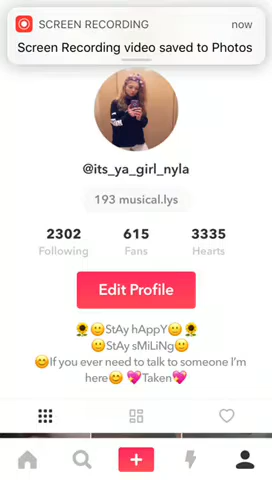 SCREEN RECORDING now
Screen Recording video saved to Photos
@its_ya_girl_nyla
193 musical.lys
2302 615 3335
Following Fans Hearts
Edit Profile
🌻🙂StAy hAppY🙂🌻
🙂StAy sMiLiNg🙂
😊If you ever need to talk to someone I'm
here😊 💖Taken💖